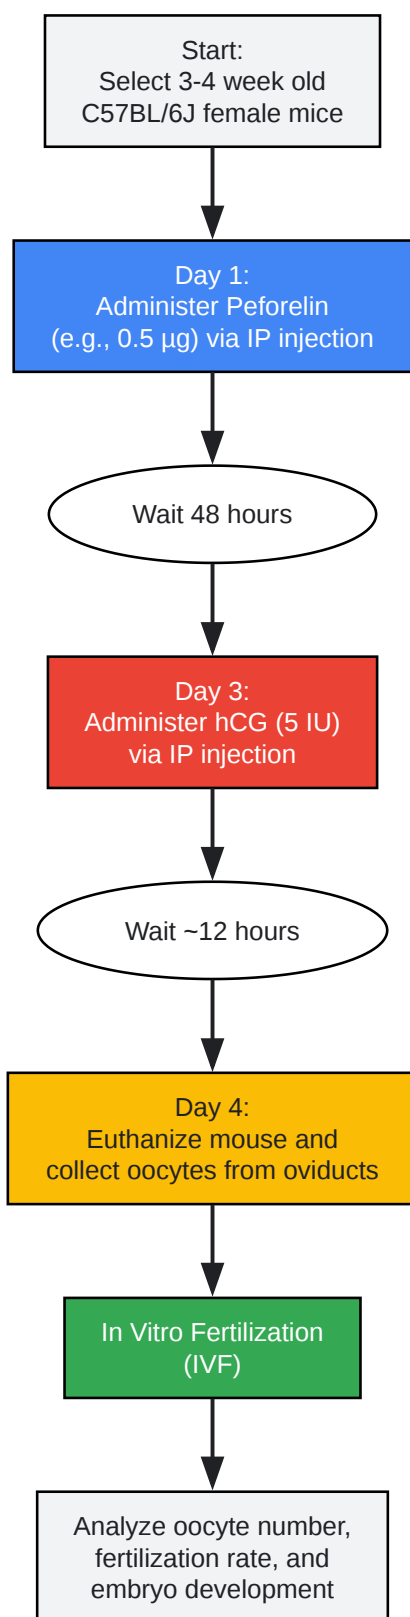 Start:
Select 3-4 week old
C57BL/6J female mice
Day 1:
Administer Peforelin
(e.g., 0.5 µg) via IP injection
Wait 48 hours
Day 3:
Administer hCG (5 IU)
via IP injection
Wait ~12 hours
Day 4:
Euthanize mouse and
collect oocytes from oviducts
In Vitro Fertilization
(IVF)
Analyze oocyte number,
fertilization rate, and
embryo development